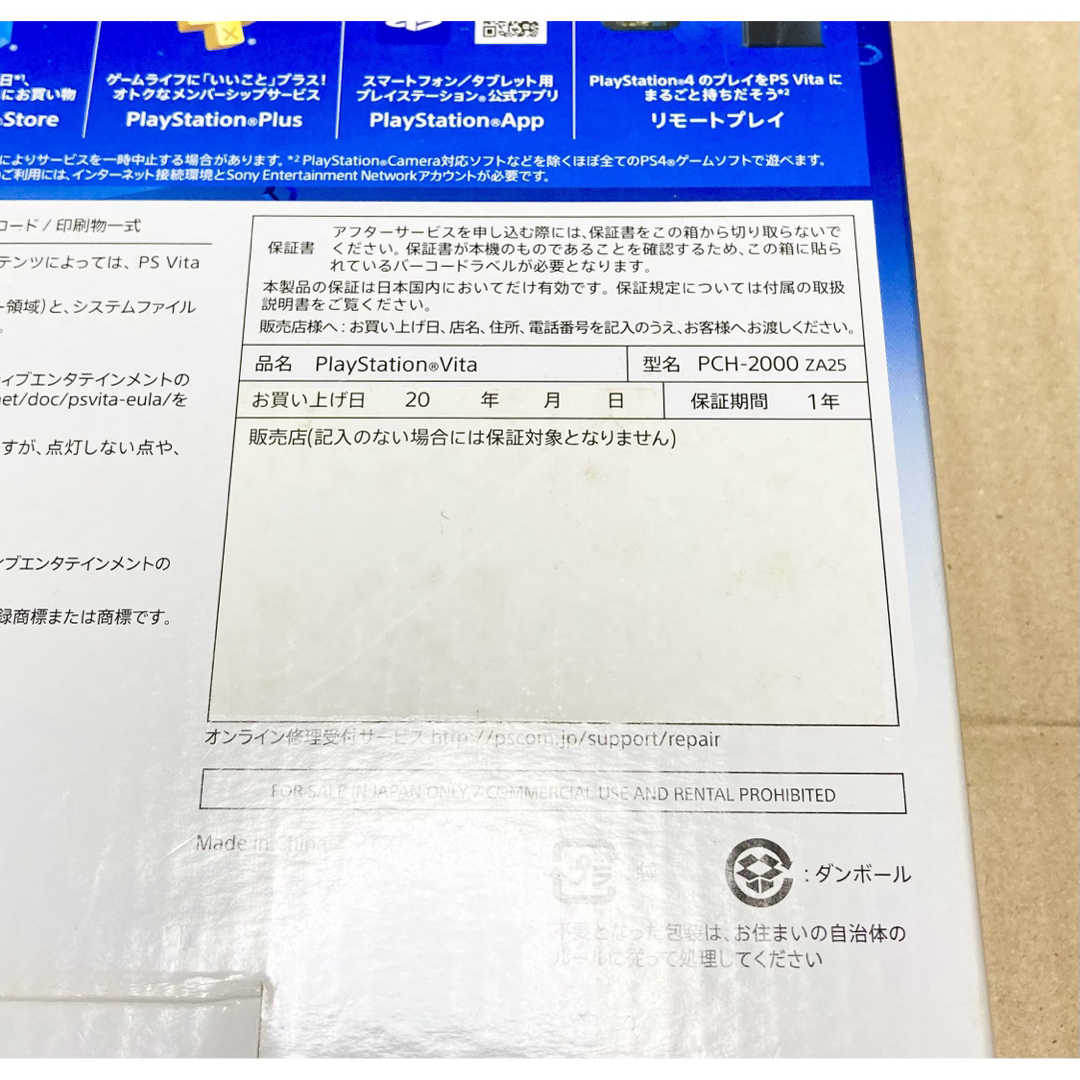 日*1、
にお買い物
Store
ゲームライフに「いいこと」プラス!
オトクなメンバーシップサービス
PlayStation®Plus
スマートフォン/タブレット用
プレイステーション®公式アプリ
PlayStation®App
PlayStation®4 のプレイをPS Vita に
まるごと持ちだそう*2
リモートプレイ
によりサービスを一時中止する場合があります。*2 PlayStation®Camera対応ソフトなどを除くほぼ全てのPS4®ゲームソフトで遊べます。
ご利用には、インターネット接続環境とSony Entertainment Networkアカウントが必要です。
コード / 印刷物一式
テンツによっては、PS Vita
ー領域)と、システムファイル
。
ィブエンタテインメントの
net/doc/psvita-eula/を
すが、点灯しない点や、
ィブエンタテインメントの
録商標または商標です。
保証書
アフターサービスを申し込む際には、保証書をこの箱から切り取らないで
ください。保証書が本機のものであることを確認するため、この箱に貼ら
れているバーコードラベルが必要となります。
本製品の保証は日本国内においてだけ有効です。保証規定については付属の取扱
説明書をご覧ください。
販売店様へ:お買い上げ日、店名、住所、電話番号を記入のうえ、お客様へお渡しください。
品名 PlayStation®Vita 型名 PCH-2000 ZA25
お買い上げ日 20 年 月 日 保証期間 1年
販売店(記入のない場合には保証対象となりません)
オンライン修理受付サービス http://pscom.jp/support/repair
FOR SALE IN JAPAN ONLY / COMMERCIAL USE AND RENTAL PROHIBITED
Made in China
:ダンボール
不要となった包装は、お住まいの自治体の
ルールに従って処理してください